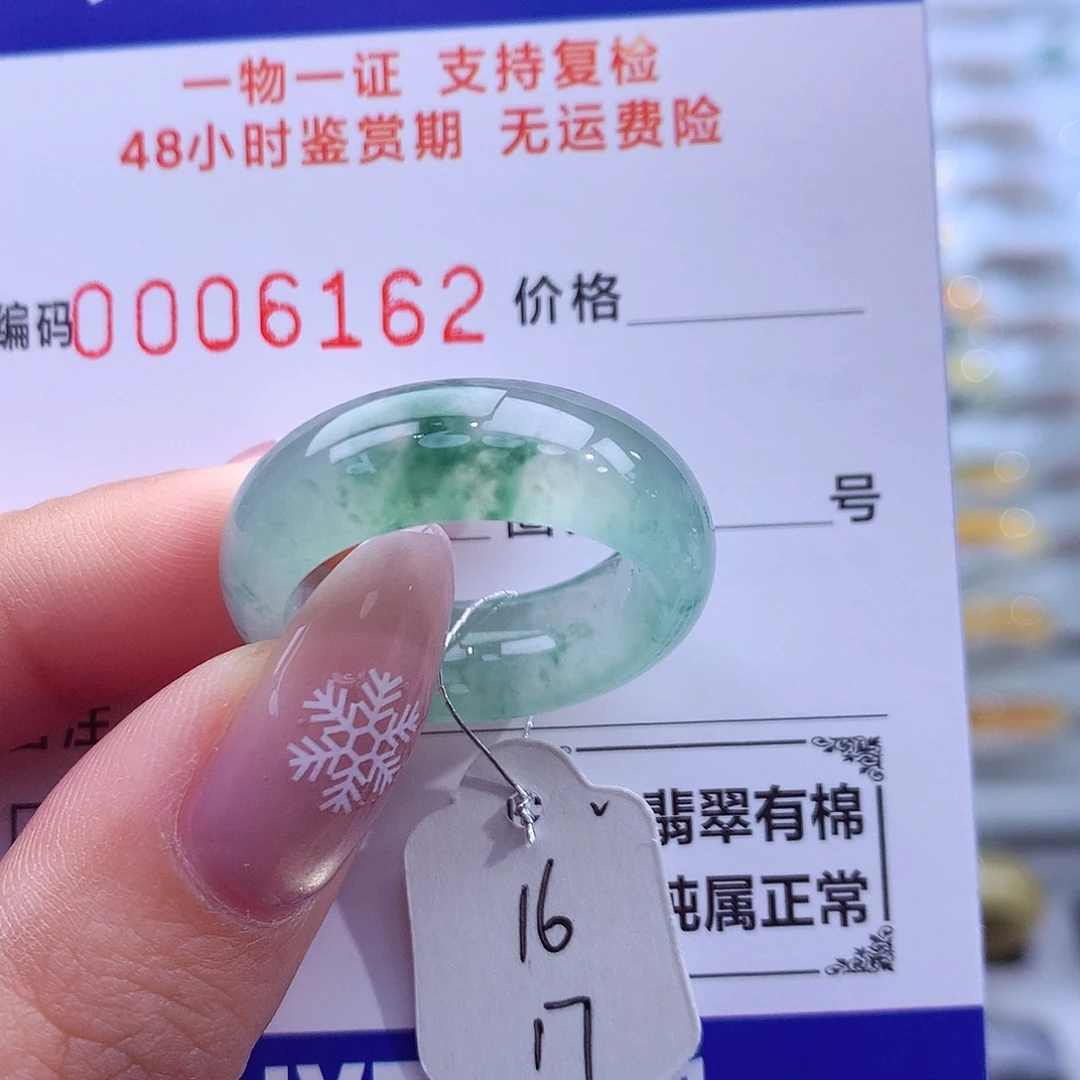 一物一证 支持复检
48小时鉴赏期 无运费险
编码0006162 价格
号
翡翠有棉
纯属正常
16
17